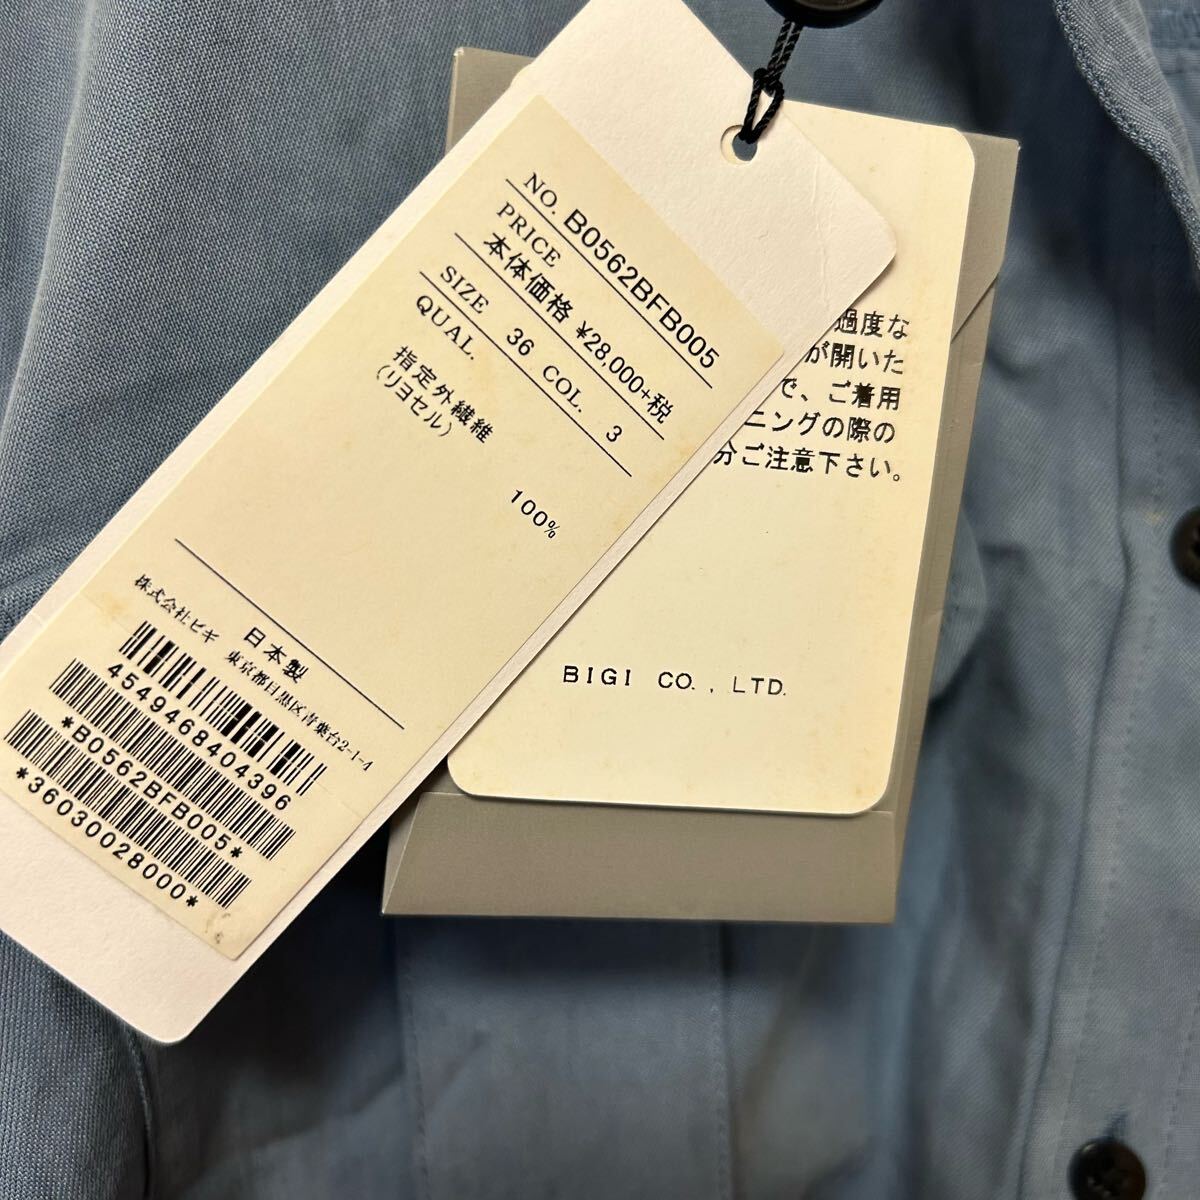 NO. B0562BFB005
PRICE
本体価格 ¥28,000+税
SIZE 36 COL. 3
QUAL.
指定外繊維
(リヨセル)
100%
日本製
株式会社ビギ 東京都目黒区青葉台2-1-4
4549468404396
*B0562BFB005*
*36030028000*
過度な
が開いた
で、ご着用
ニングの際の
分ご注意下さい。
BIGI CO., LTD.